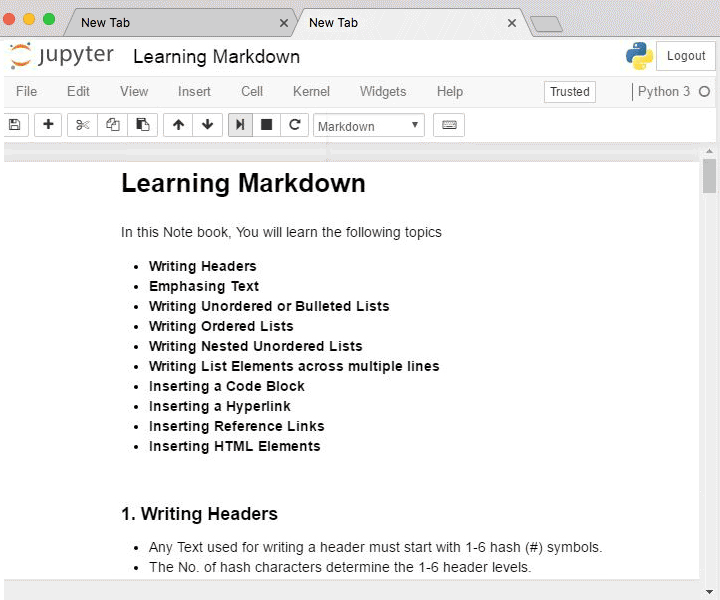 New Tab New Tab
jupyter Learning Markdown Logout
File Edit View Insert Cell Kernel Widgets Help Trusted Python 3
Markdown
Learning Markdown
In this Note book, You will learn the following topics
Writing Headers
Emphasing Text
Writing Unordered or Bulleted Lists
Writing Ordered Lists
Writing Nested Unordered Lists
Writing List Elements across multiple lines
Inserting a Code Block
Inserting a Hyperlink
Inserting Reference Links
Inserting HTML Elements
1. Writing Headers
Any Text used for writing a header must start with 1-6 hash (#) symbols.
The No. of hash characters determine the 1-6 header levels.